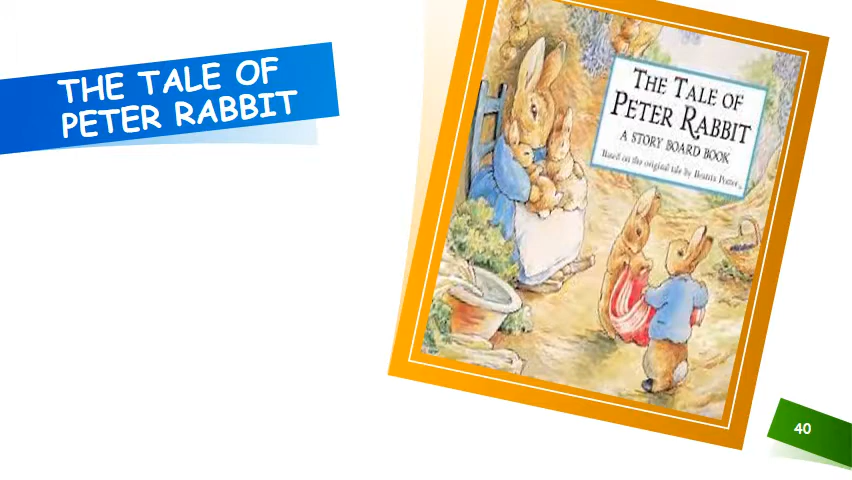 THE TALE OF
PETER RABBIT
THE TALE OF
PETER RABBIT
A STORY BOARD BOOK
Based on the original tale by Beatrix Potter
40